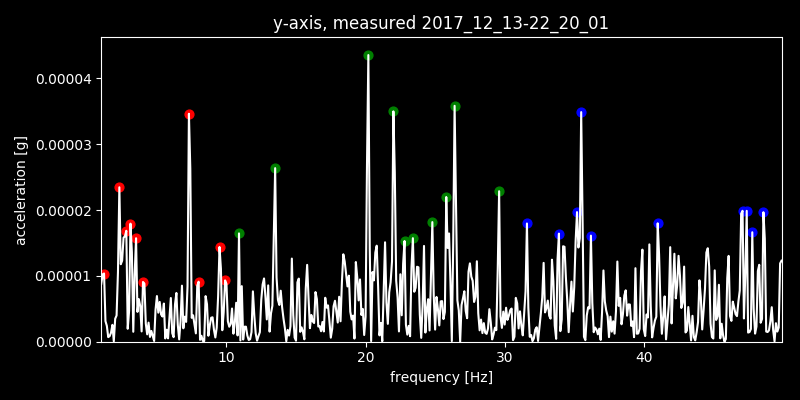 y-axis, measured 2017_12_13-22_20_01
0.00004
0.00003
0.00002
0.00001
0.00000
acceleration [g]
10 20 30 40
frequency [Hz]